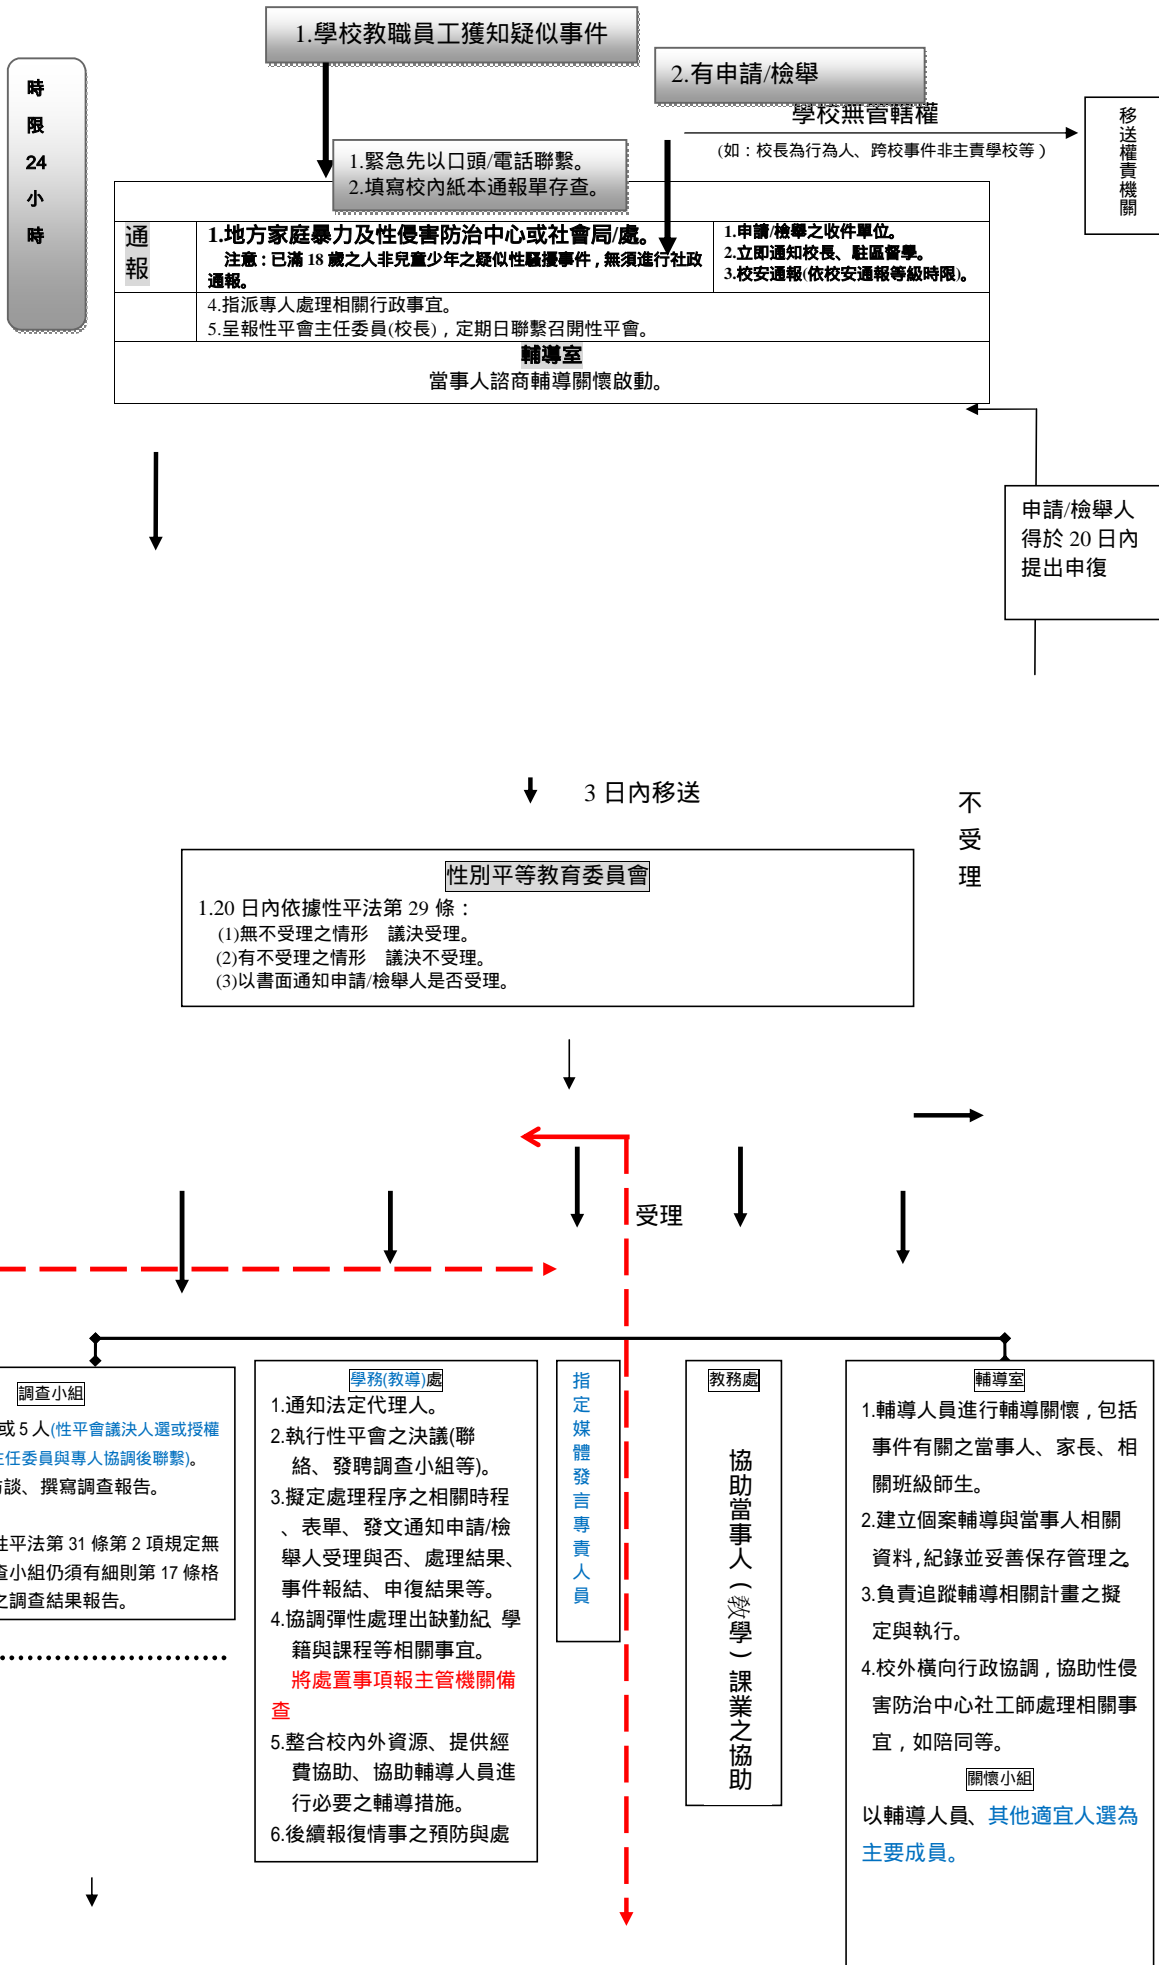 1.學校教職員工獲知疑似事件
2.有申請/檢舉
時
限
24
小
時
學校無管轄權
(如：校長為行為人、跨校事件非主責學校等）
移送權責機關
1.緊急先以口頭/電話聯繫。
2.填寫校內紙本通報單存查。
通
報
1.地方家庭暴力及性侵害防治中心或社會局/處。
注意：已滿 18 歲之人非兒童少年之疑似性騷擾事件，無須進行社政
通報。
1.申請/檢舉之收件單位。
2.立即通知校長、駐區督學。
3.校安通報(依校安通報等級時限)。
4.指派專人處理相關行政事宜。
5.呈報性平會主任委員(校長)，定期日聯繫召開性平會。
輔導室
當事人諮商輔導關懷啟動。
申請/檢舉人
得於 20 日內
提出申復
3 日內移送
不
受
理
性別平等教育委員會
1.20 日內依據性平法第 29 條：
(1)無不受理之情形　議決受理。
(2)有不受理之情形　議決不受理。
(3)以書面通知申請/檢舉人是否受理。
受理
調查小組
或 5 人(性平會議決人選或授權
主任委員與專人協調後聯繫)。
訪談、撰寫調查報告。
性平法第 31 條第 2 項規定無
查小組仍須有細則第 17 條格
之調查結果報告。
學務(教導)處
1.通知法定代理人。
2.執行性平會之決議(聯
絡、發聘調查小組等)。
3.擬定處理程序之相關時程
、表單、發文通知申請/檢
舉人受理與否、處理結果、
事件報結、申復結果等。
4.協調彈性處理出缺勤紀 學
籍與課程等相關事宜。
將處置事項報主管機關備
查
5.整合校內外資源、提供經
費協助、協助輔導人員進
行必要之輔導措施。
6.後續報復情事之預防與處
指定媒體發言專責人員
教務處
協助當事人（教學）課業之協助
輔導室
1.輔導人員進行輔導關懷，包括
事件有關之當事人、家長、相
關班級師生。
2.建立個案輔導與當事人相關
資料,紀錄並妥善保存管理之
3.負責追蹤輔導相關計畫之擬
定與執行。
4.校外橫向行政協調，協助性侵
害防治中心社工師處理相關事
宜，如陪同等。
關懷小組
以輔導人員、其他適宜人選為
主要成員。